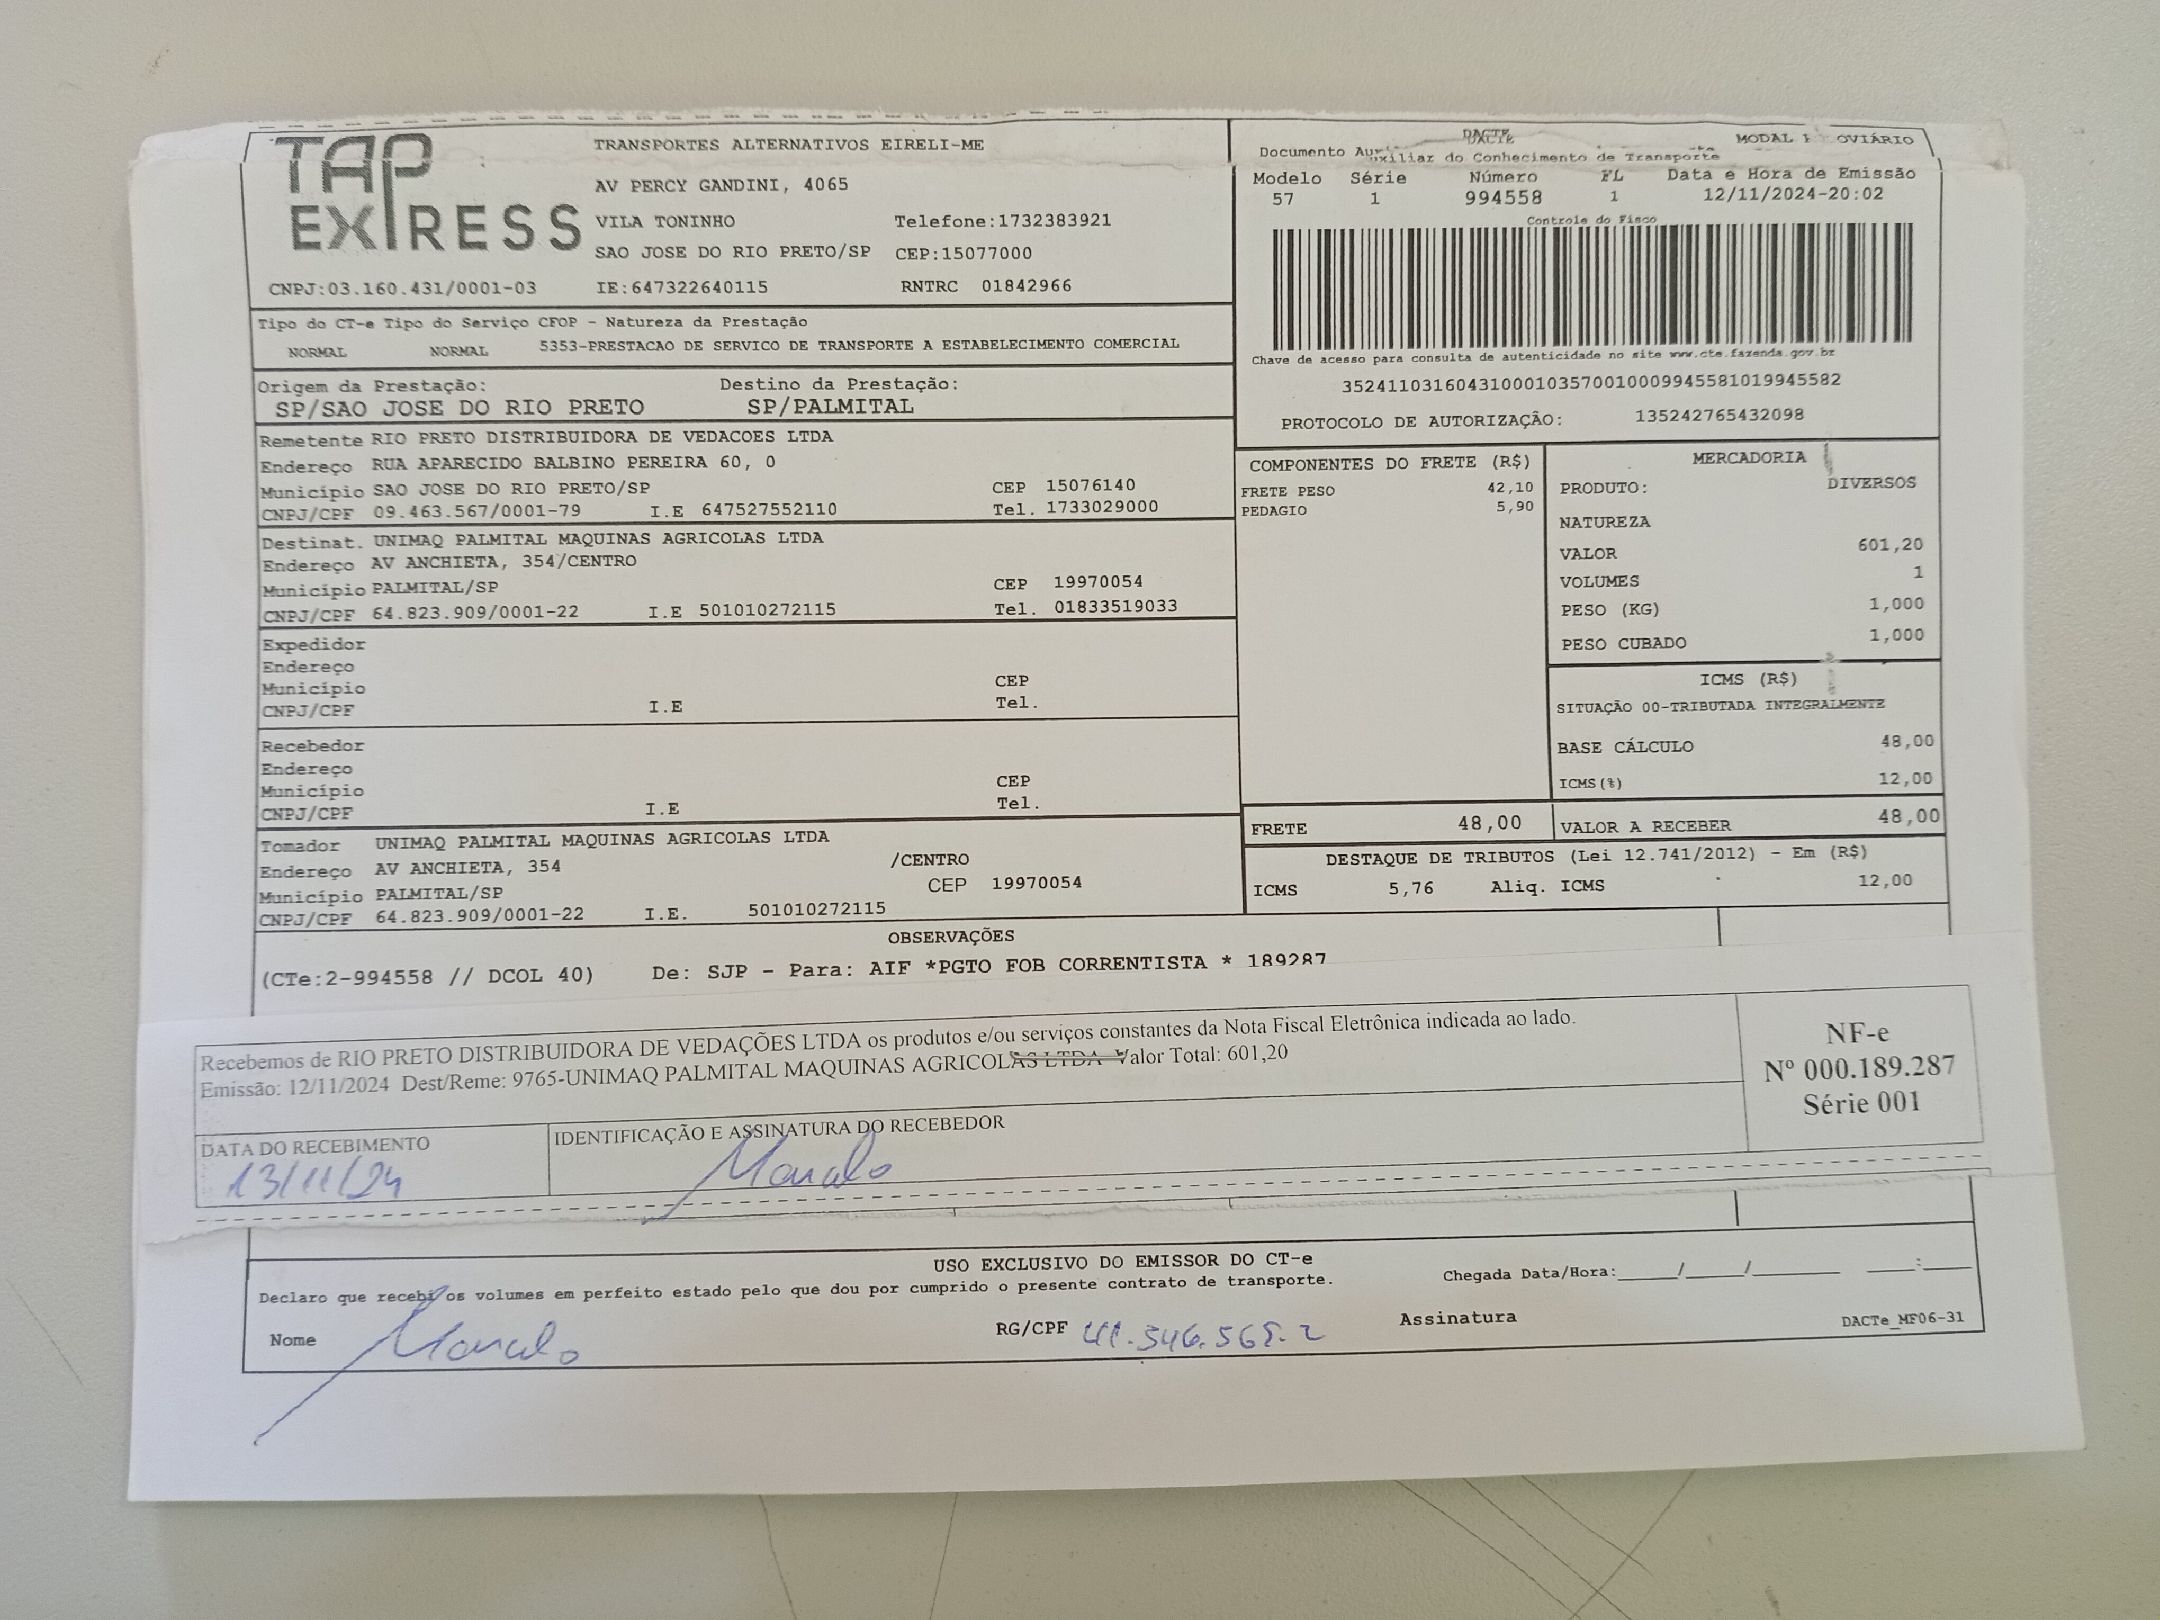 TAP EXPRESS
TRANSPORTES ALTERNATIVOS EIRELI-ME
AV PERCY GANDINI, 4065
VILA TONINHO Telefone:1732383921
SAO JOSE DO RIO PRETO/SP CEP:15077000
CNPJ:03.160.431/0001-03 IE:647322640115 RNTRC 01842966
DACTE MODAL OVIÁRIO
Documento Auxiliar do Conhecimento de Transporte
Modelo Série Número FL Data e Hora de Emissão
57 1 994558 1 12/11/2024-20:02
Controle do Fisco
Chave de acesso para consulta de autenticidade no site www.cte.fazenda.gov.br
35241103160431000103570010009945581019945582
PROTOCOLO DE AUTORIZAÇÃO: 135242765432098
Tipo do CT-e Tipo do Serviço CFOP - Natureza da Prestação
NORMAL NORMAL 5353-PRESTACAO DE SERVICO DE TRANSPORTE A ESTABELECIMENTO COMERCIAL
Origem da Prestação: Destino da Prestação:
SP/SAO JOSE DO RIO PRETO SP/PALMITAL
Remetente RIO PRETO DISTRIBUIDORA DE VEDACOES LTDA
Endereço RUA APARECIDO BALBINO PEREIRA 60, 0
Município SAO JOSE DO RIO PRETO/SP CEP 15076140
CNPJ/CPF 09.463.567/0001-79 I.E 647527552110 Tel. 1733029000
Destinat. UNIMAQ PALMITAL MAQUINAS AGRICOLAS LTDA
Endereço AV ANCHIETA, 354/CENTRO
Município PALMITAL/SP CEP 19970054
CNPJ/CPF 64.823.909/0001-22 I.E 501010272115 Tel. 01833519033
Expedidor
Endereço
Município CEP
CNPJ/CPF I.E Tel.
Recebedor
Endereço
Município CEP
CNPJ/CPF I.E Tel.
Tomador UNIMAQ PALMITAL MAQUINAS AGRICOLAS LTDA
Endereço AV ANCHIETA, 354 /CENTRO
Município PALMITAL/SP CEP 19970054
CNPJ/CPF 64.823.909/0001-22 I.E. 501010272115
COMPONENTES DO FRETE (R$)
FRETE PESO 42,10
PEDAGIO 5,90
MERCADORIA
PRODUTO: DIVERSOS
NATUREZA
VALOR 601,20
VOLUMES 1
PESO (KG) 1,000
PESO CUBADO 1,000
ICMS (R$)
SITUAÇÃO 00-TRIBUTADA INTEGRALMENTE
BASE CÁLCULO 48,00
ICMS(%) 12,00
FRETE 48,00 VALOR A RECEBER 48,00
DESTAQUE DE TRIBUTOS (Lei 12.741/2012) - Em (R$)
ICMS 5,76 Aliq. ICMS 12,00
OBSERVAÇÕES
(CTe:2-994558 // DCOL 40) De: SJP - Para: AIF *PGTO FOB CORRENTISTA * 189287
Recebemos de RIO PRETO DISTRIBUIDORA DE VEDAÇÕES LTDA os produtos e/ou serviços constantes da Nota Fiscal Eletrônica indicada ao lado.
Emissão: 12/11/2024 Dest/Reme: 9765-UNIMAQ PALMITAL MAQUINAS AGRICOLAS LTDA Valor Total: 601,20
NF-e
Nº 000.189.287
Série 001
DATA DO RECEBIMENTO IDENTIFICAÇÃO E ASSINATURA DO RECEBEDOR
13/11/24
USO EXCLUSIVO DO EMISSOR DO CT-e
Declaro que recebi os volumes em perfeito estado pelo que dou por cumprido o presente contrato de transporte. Chegada Data/Hora:____/____/______ ___:___
Nome RG/CPF Assinatura DACTe_MF06-31